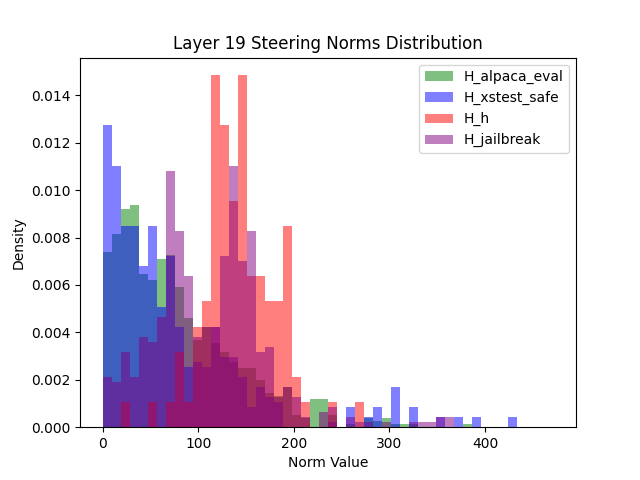 Layer 19 Steering Norms Distribution
H_alpaca_eval
H_xstest_safe
H_h
H_jailbreak
Density
0.014
0.012
0.010
0.008
0.006
0.004
0.002
0.000
0 100 200 300 400
Norm Value